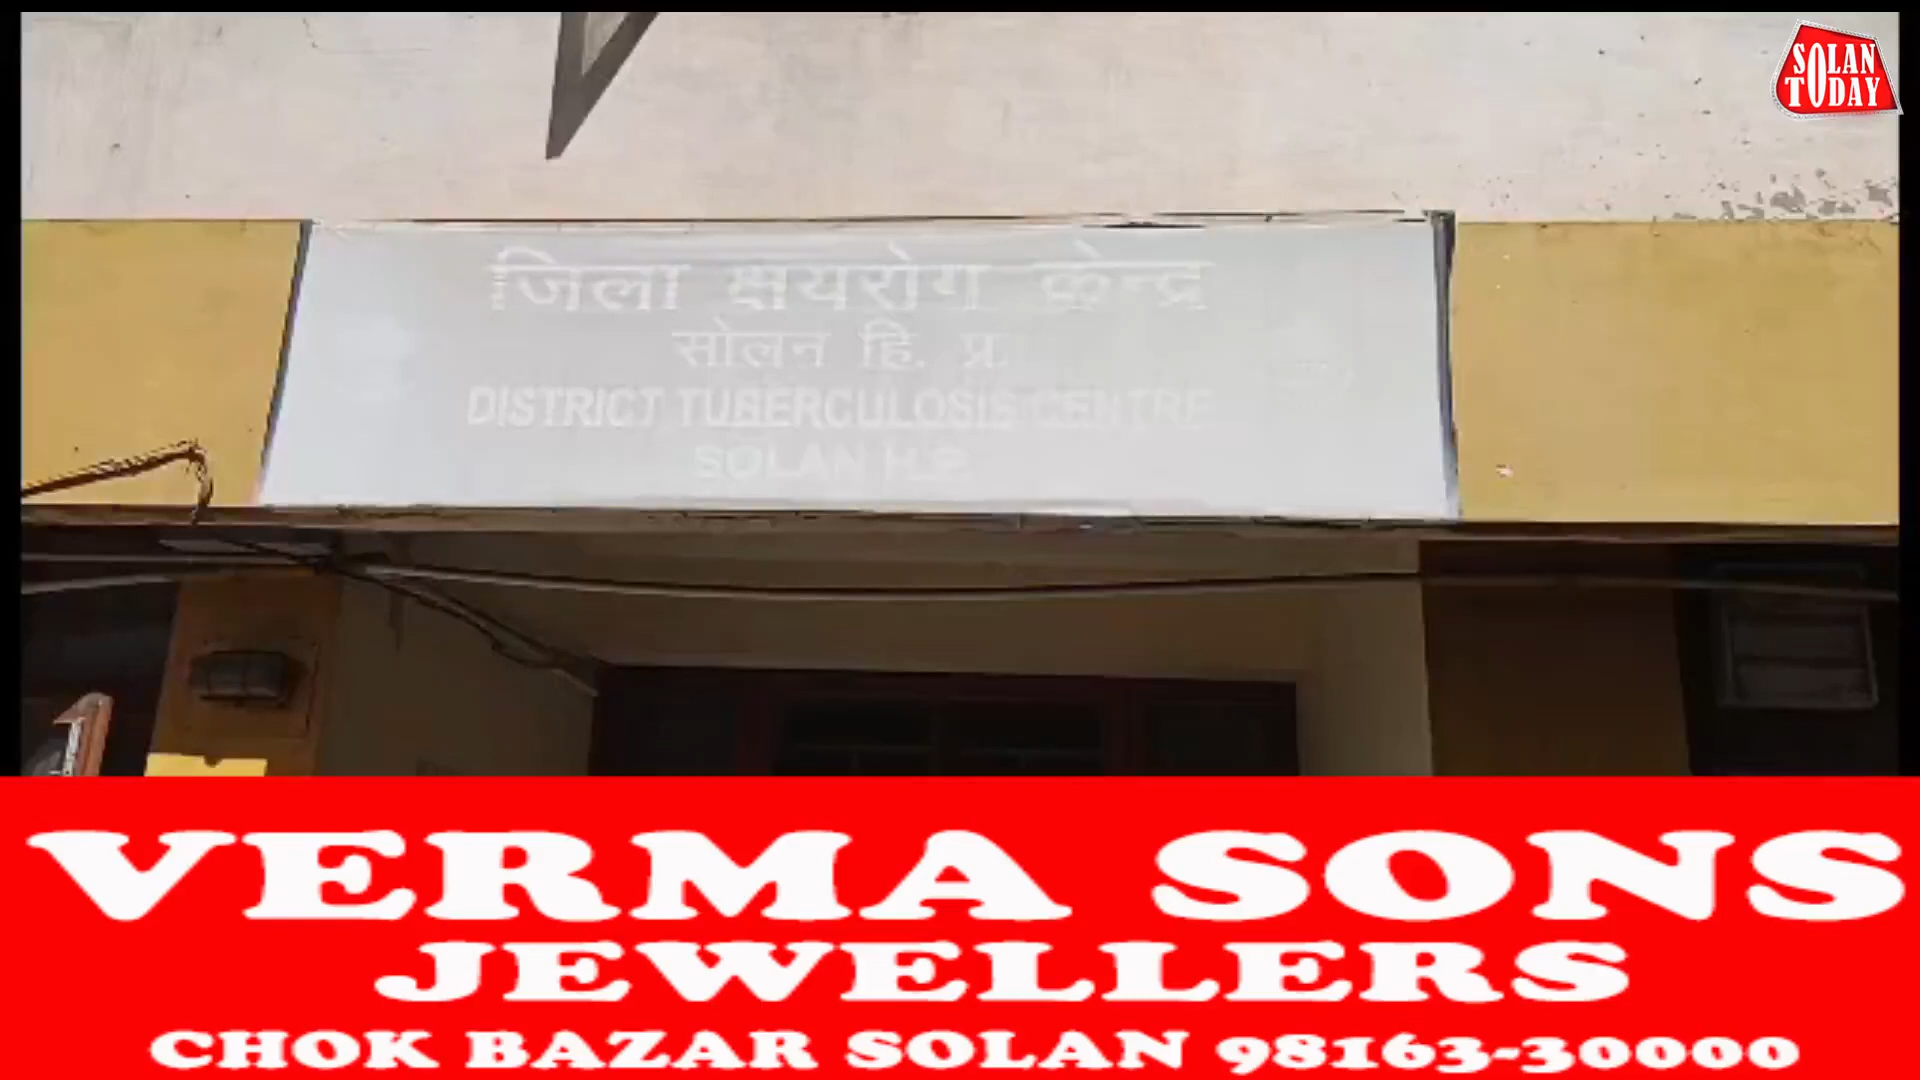 SOLAN
TODAY
जिला क्षयरोग केन्द्र
सोलन हि. प्र.
DISTRICT TUBERCULOSIS CENTRE
SOLAN H.P.
VERMA SONS
JEWELLERS
CHOK BAZAR SOLAN 98163-30000